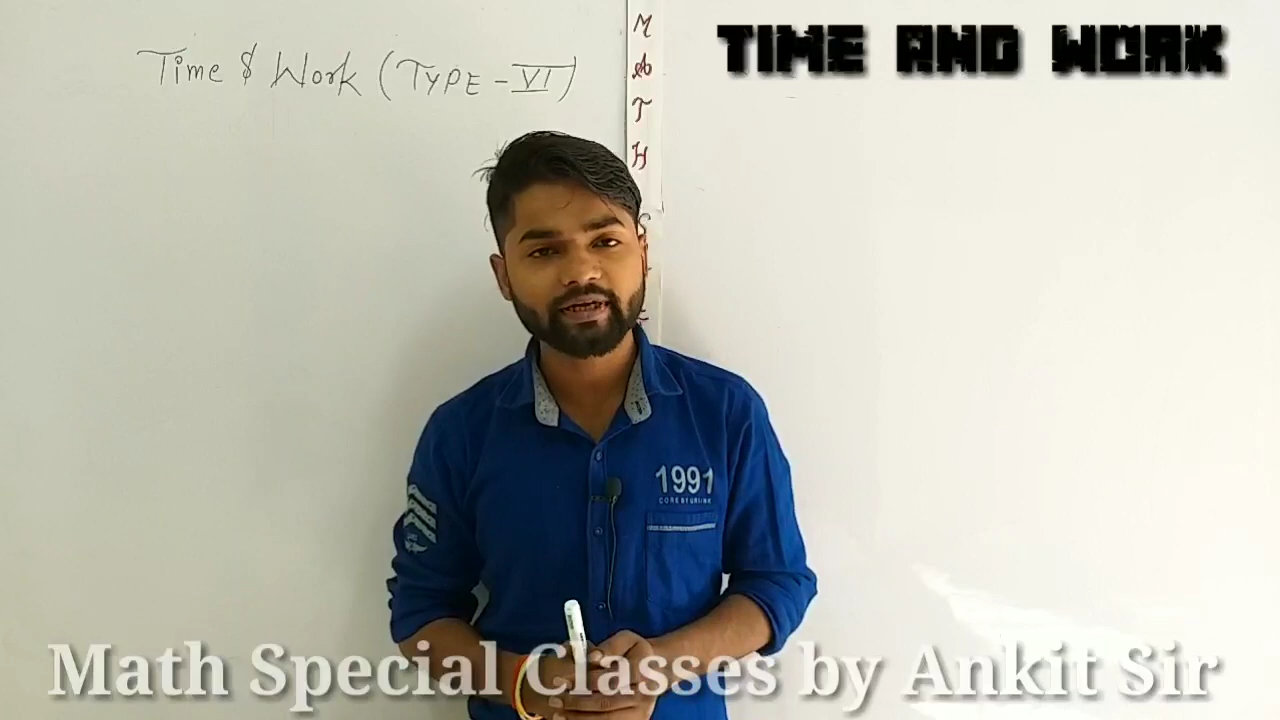 Time & Work (TYPE-VI)
M
A
T
H
S
TIME AND WORK
1991
Math Special Classes by Ankit Sir